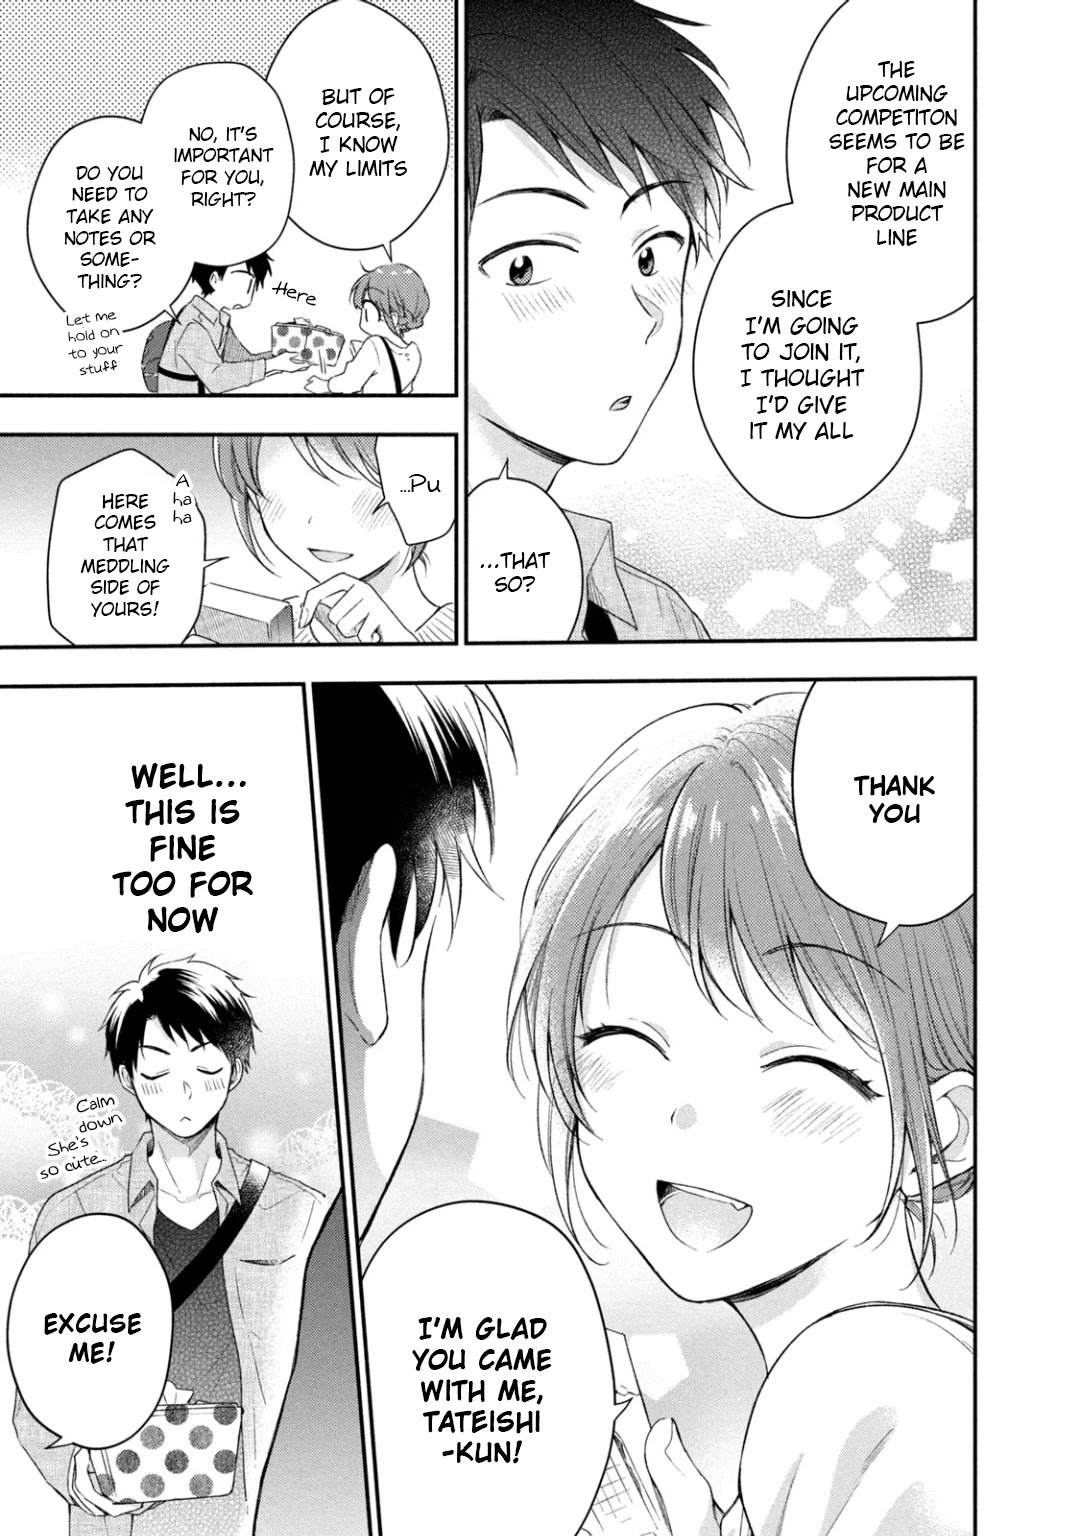 THE
UPCOMING
COMPETITON
SEEMS TO BE
FOR A
NEW MAIN
PRODUCT
LINE
SINCE
I'M GOING
TO JOIN IT,
I THOUGHT
I'D GIVE
IT MY ALL
...THAT
SO?
BUT OF
COURSE,
I KNOW
MY LIMITS
NO, IT'S
IMPORTANT
FOR YOU,
RIGHT?
DO YOU
NEED TO
TAKE ANY
NOTES OR
SOME-
THING?
Here
Let me
hold on
to your
stuff
...Pu
A
ha
ha
HERE
COMES
THAT
MEDDLING
SIDE OF
YOURS!
THANK
YOU
I'M GLAD
YOU CAME
WITH ME,
TATEISHI
-KUN!
WELL...
THIS IS
FINE
TOO FOR
NOW
Calm
down
She's
so cute...
EXCUSE
ME!